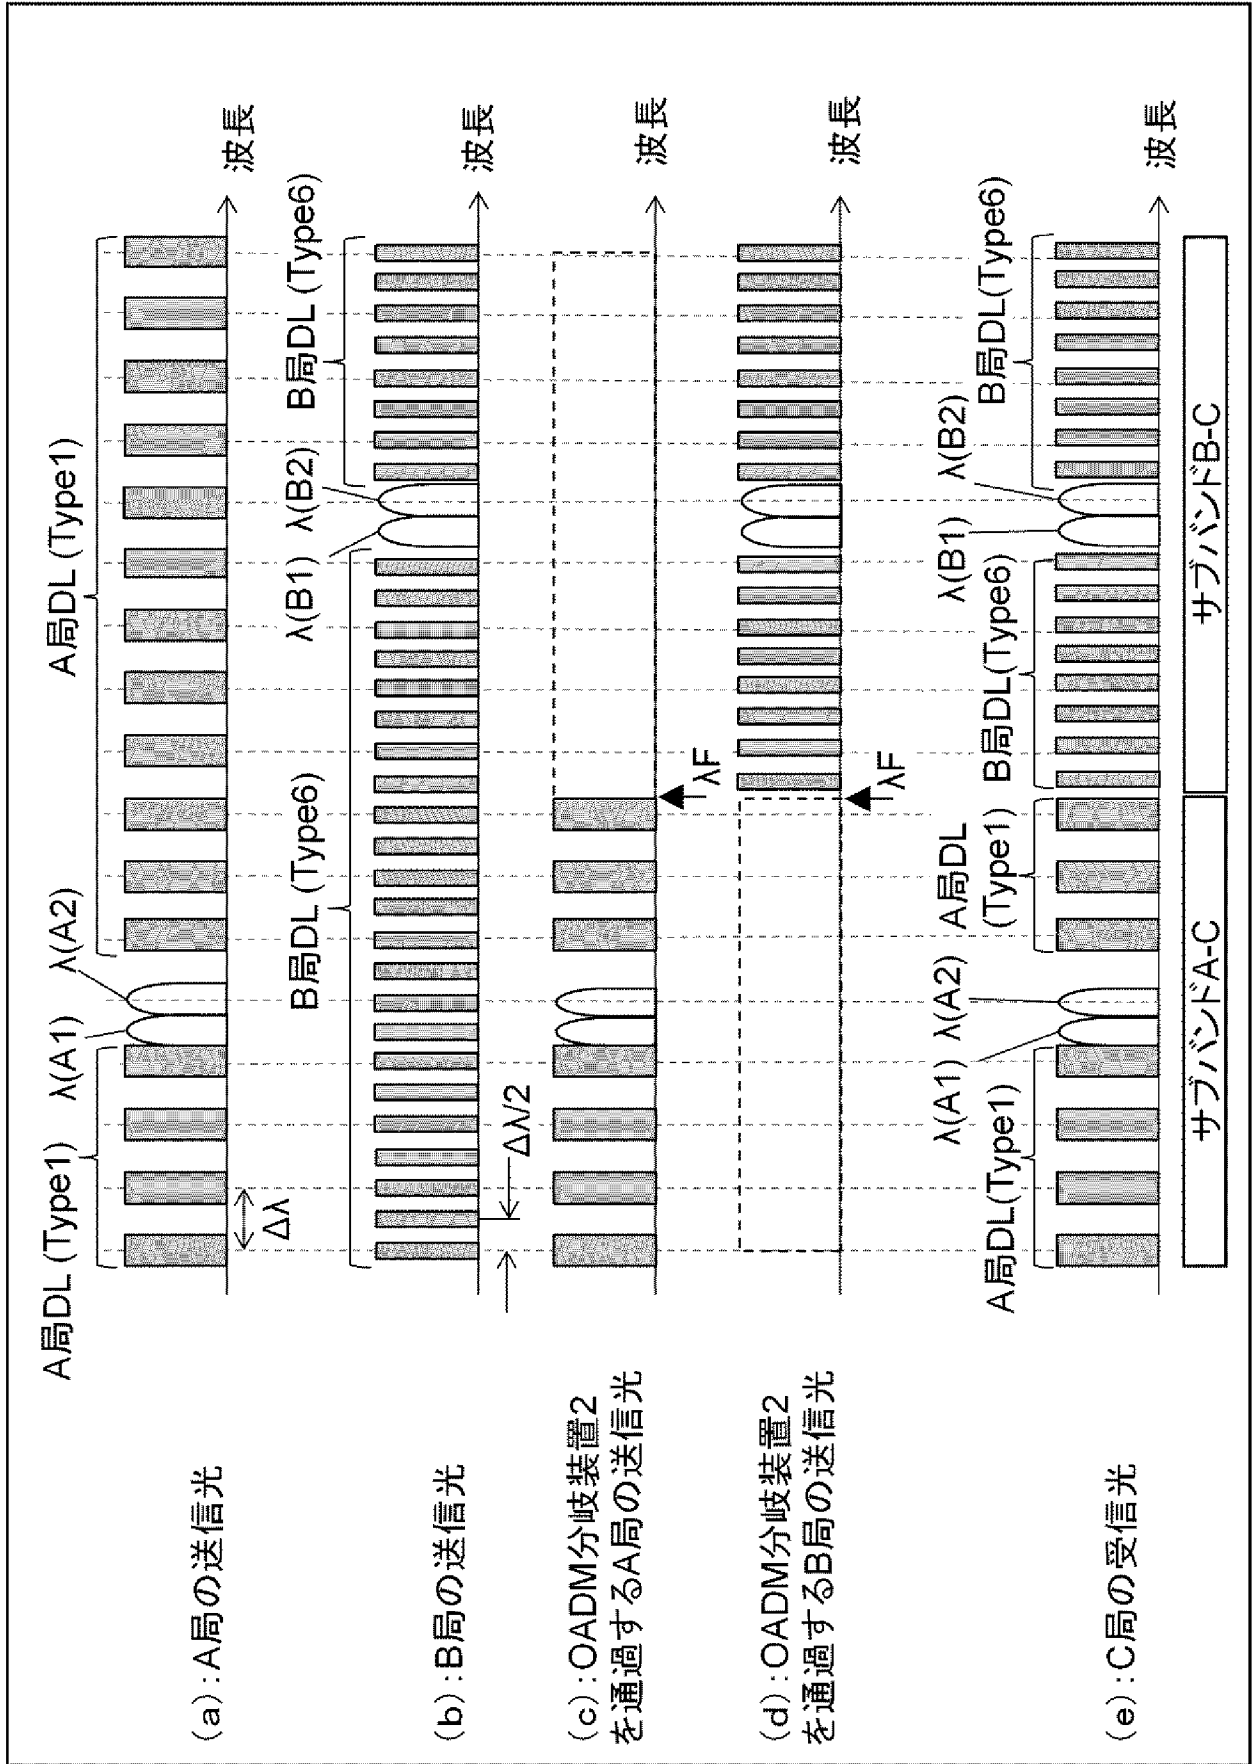 (a):A局の送信光
A局DL(Type1)
λ(A1)
λ(A2)
A局DL(Type1)
Δλ
波長
(b):B局の送信光
B局DL(Type6)
λ(B1)
λ(B2)
B局DL(Type6)
Δλ/2
波長
(c):OADM分岐装置2
を通過するA局の送信光
λF
波長
(d):OADM分岐装置2
を通過するB局の送信光
λF
波長
(e):C局の受信光
A局DL(Type1)
λ(A1)
λ(A2)
A局DL
(Type1)
B局DL(Type6)
λ(B1)
λ(B2)
B局DL(Type6)
波長
サブバンドA-C
サブバンドB-C